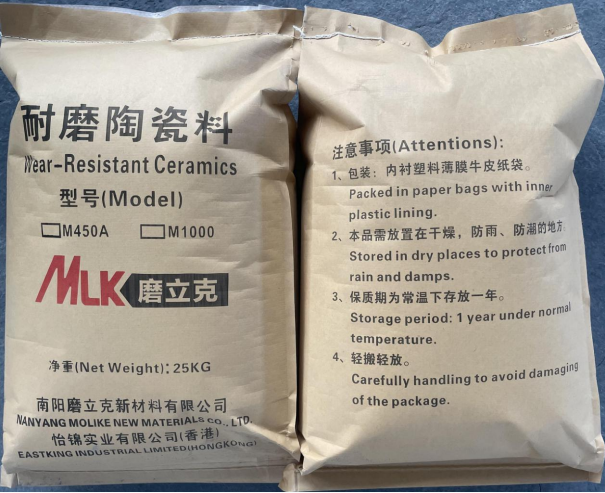 耐磨陶瓷料
Wear-Resistant Ceramics
型号(Model)
M450A M1000
MLK 磨立克
净重(Net Weight): 25KG
南阳磨立克新材料有限公司
NANYANG MOLIKE NEW MATERIALS CO., LTD.
怡锦实业有限公司(香港)
EASTKING INDUSTRIAL LIMITED(HONGKONG)
注意事项(Attentions):
1、包装: 内衬塑料薄膜牛皮纸袋。
Packed in paper bags with inner
plastic lining.
2、本品需放置在干燥，防雨、防潮的地方
Stored in dry places to protect from
rain and damps.
3、保质期为常温下存放一年。
Storage period: 1 year under normal
temperature.
4、轻搬轻放。
Carefully handling to avoid damaging
of the package.